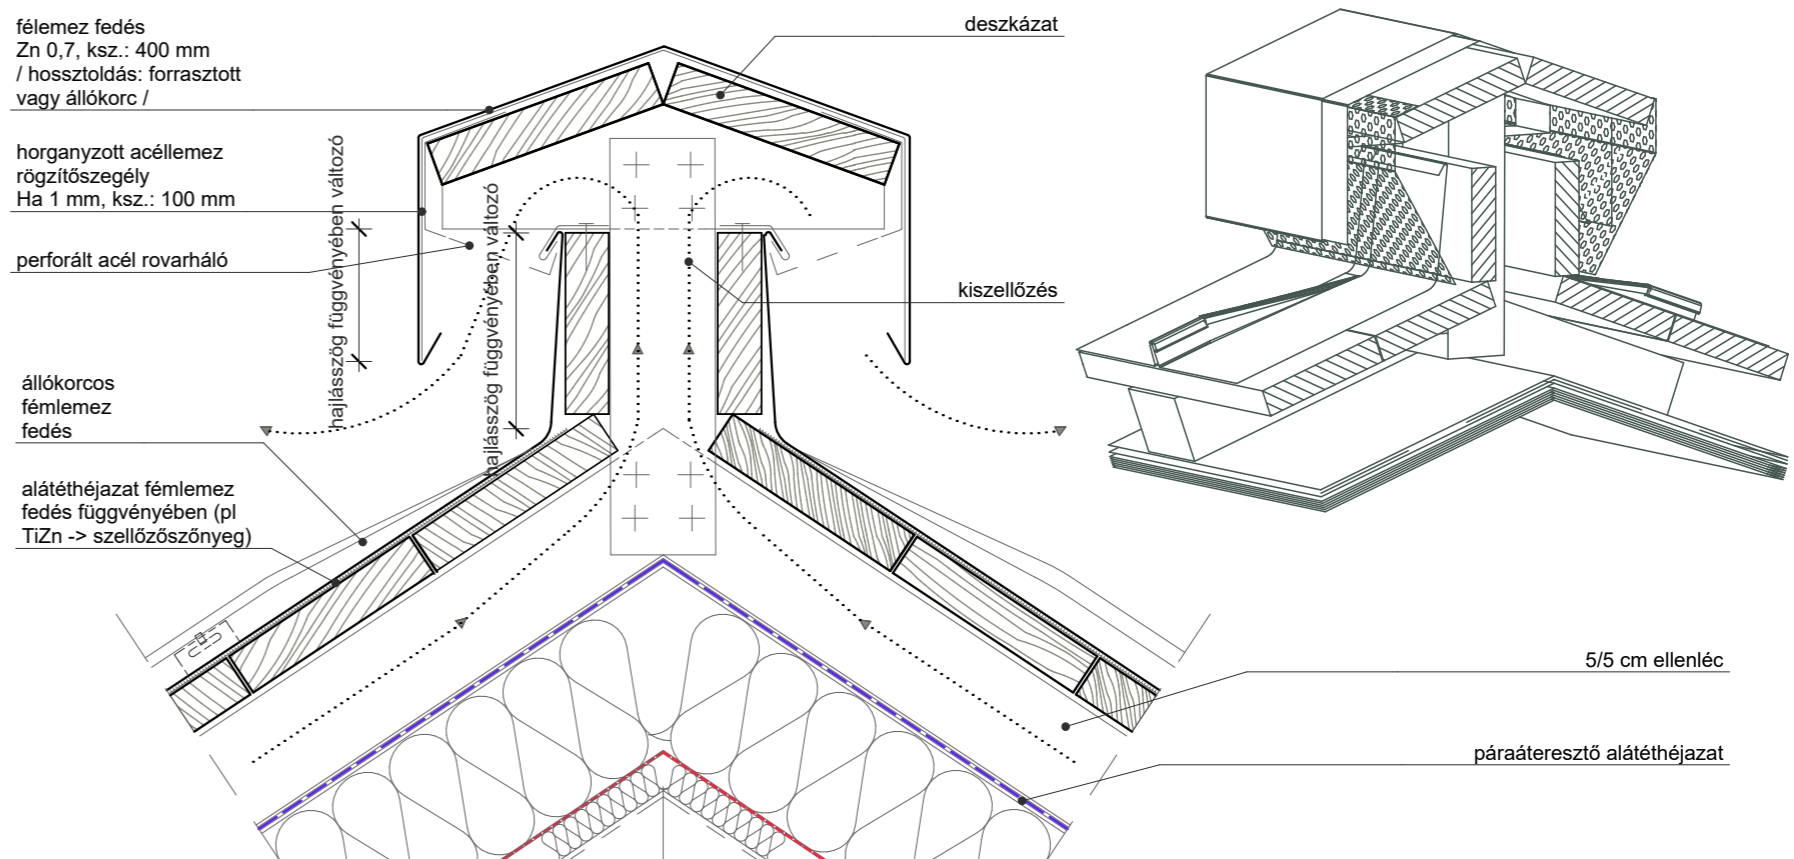 félemez fedés
Zn 0,7, ksz.: 400 mm
/ hossztoldás: forrasztott
vagy állókorc /
horganyzott acéllemez
rögzítőszegély
Ha 1 mm, ksz.: 100 mm
perforált acél rovarháló
állókorcos
fémlemez
fedés
alátéthéjazat fémlemez
fedés függvényében (pl
TiZn -> szellőzőszőnyeg)
hajlásszög függvényében változó
hajlásszög függvényében változó
deszkázat
kiszellőzés
5/5 cm ellenléc
páraáteresztő alátéthéjazat